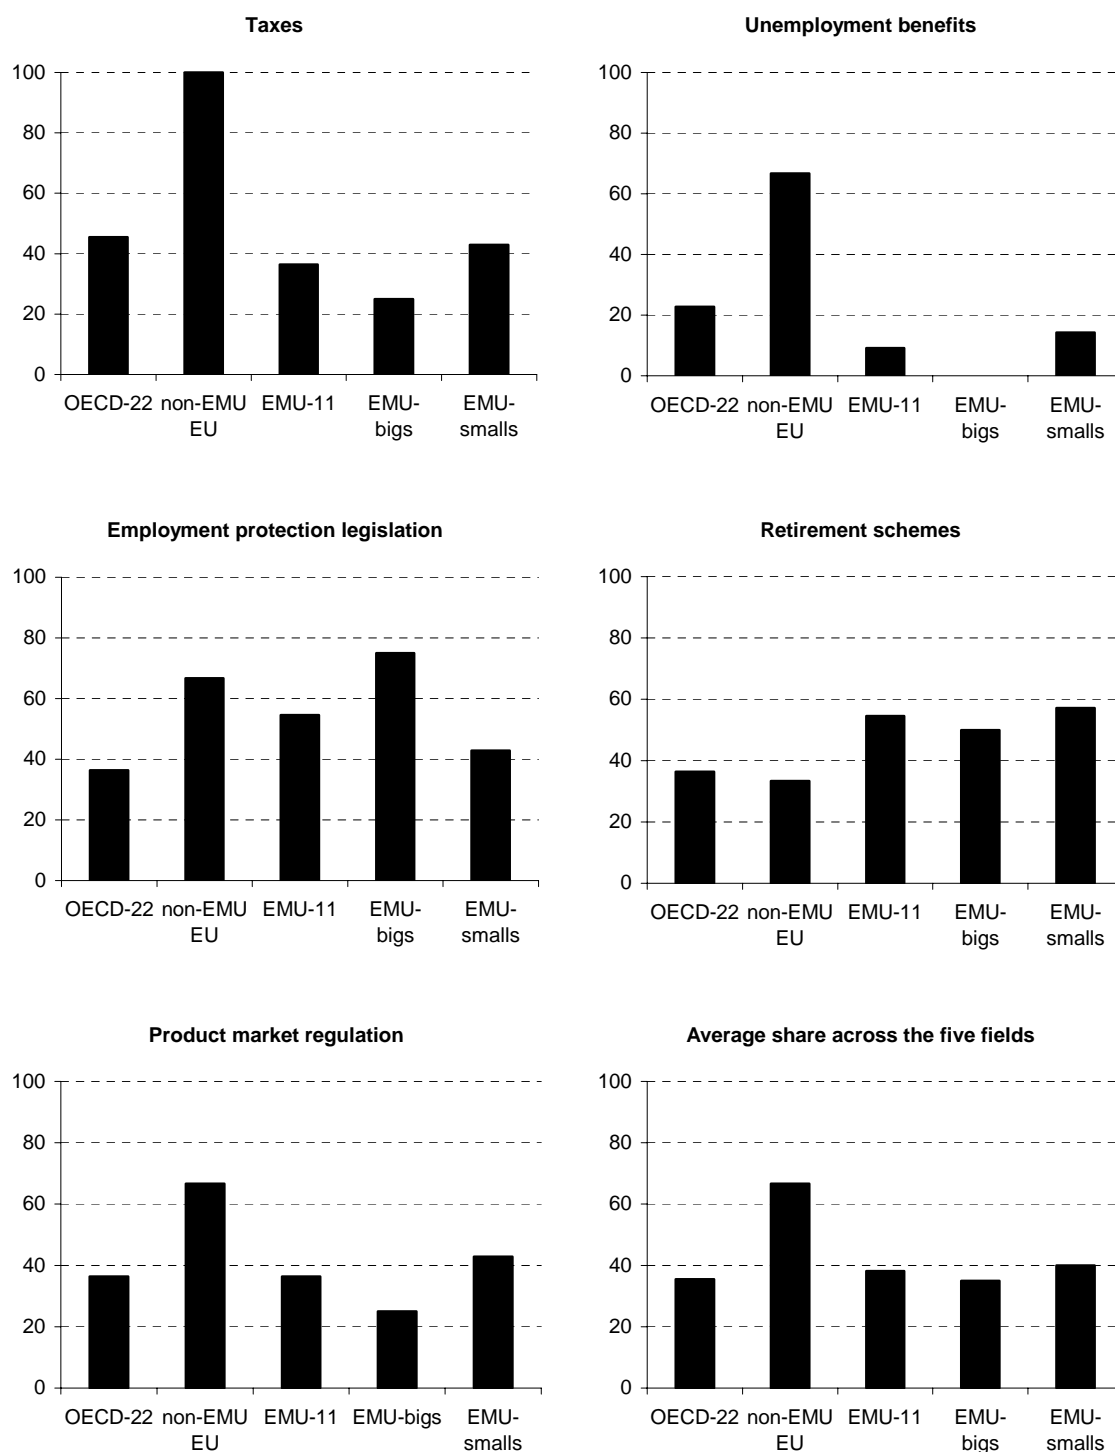 Taxes
100
80
60
40
20
0
OECD-22 non-EMU EMU-11 EMU- EMU-
EU bigs smalls
Unemployment benefits
100
80
60
40
20
0
OECD-22 non-EMU EMU-11 EMU- EMU-
EU bigs smalls
Employment protection legislation
100
80
60
40
20
0
OECD-22 non-EMU EMU-11 EMU- EMU-
EU bigs smalls
Retirement schemes
100
80
60
40
20
0
OECD-22 non-EMU EMU-11 EMU- EMU-
EU bigs smalls
Product market regulation
100
80
60
40
20
0
OECD-22 non-EMU EMU-11 EMU-bigs EMU-
EU smalls
Average share across the five fields
100
80
60
40
20
0
OECD-22 non-EMU EMU-11 EMU- EMU-
EU bigs smalls